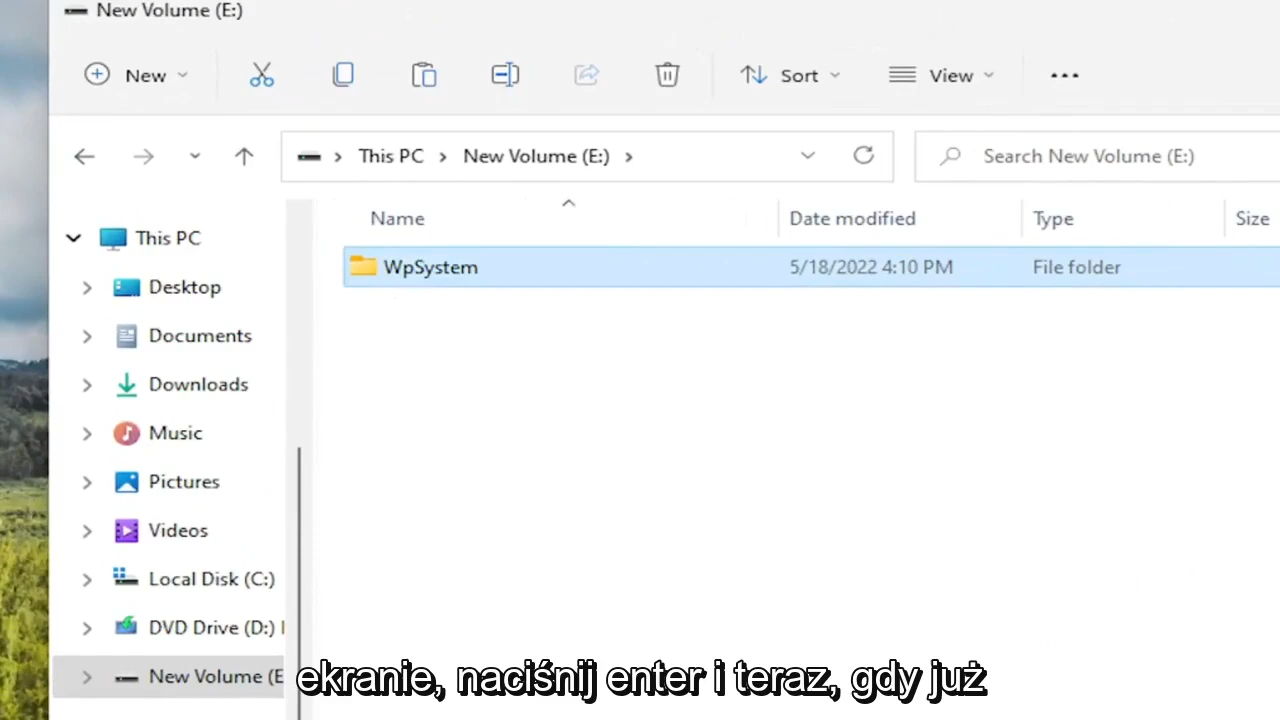 New Volume (E:)
New
Sort
View
This PC
New Volume (E:)
Search New Volume (E:)
Name
Date modified
Type
Size
This PC
WpSystem
5/18/2022 4:10 PM
File folder
Desktop
Documents
Downloads
Music
Pictures
Videos
Local Disk (C:)
DVD Drive (D:)
New Volume (E
ekranie, naciśnij enter i teraz, gdy już